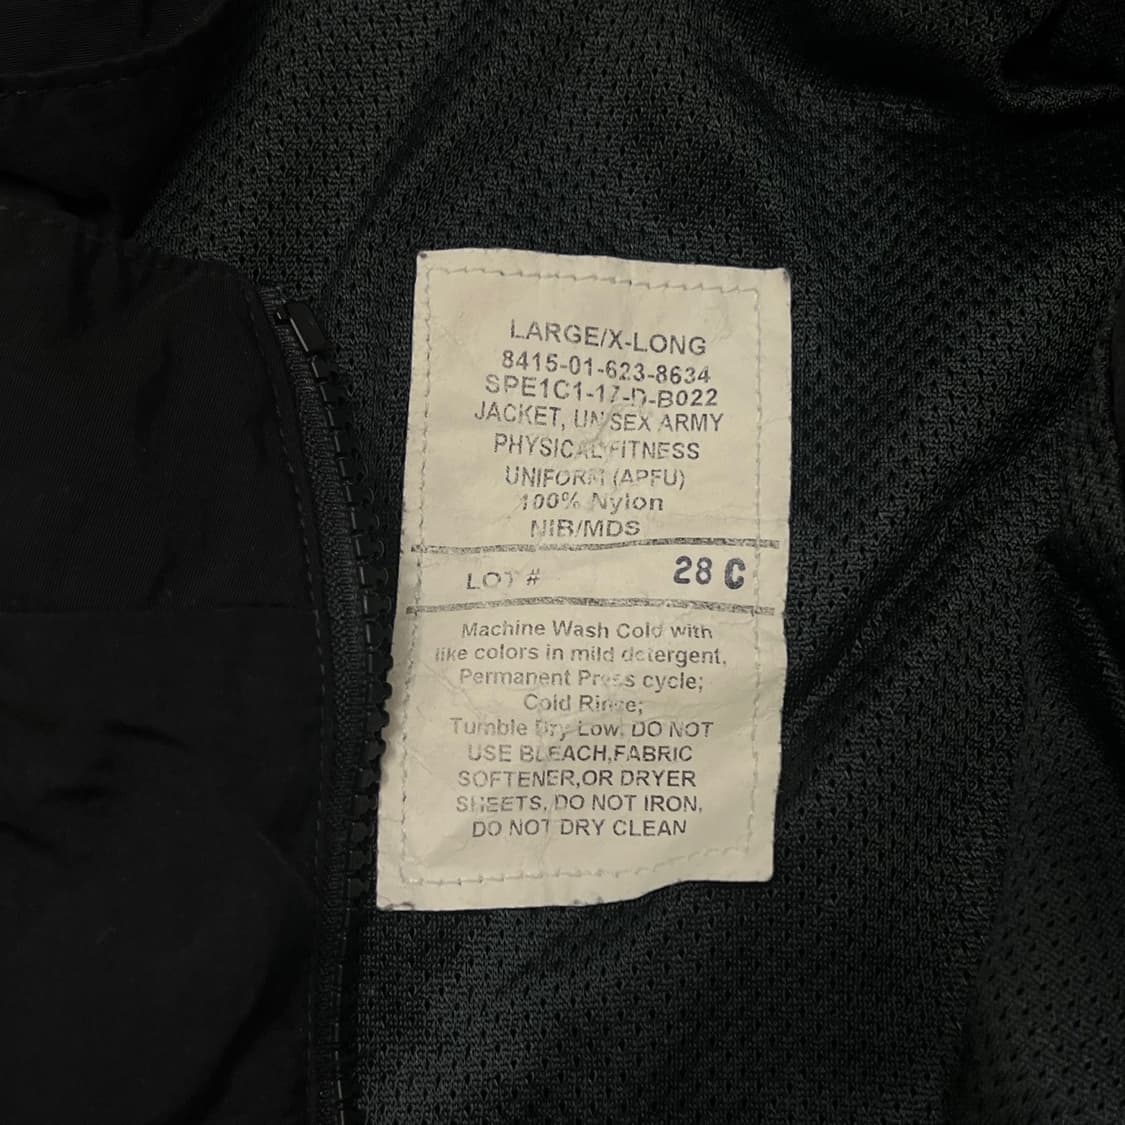 LARGE/X-LONG
8415-01-623-8634
SPE1C1-17-D-B022
JACKET, UNISEX ARMY
PHYSICAL FITNESS
UNIFORM (APFU)
100% Nylon
NIB/MDS
LOT # 28 C
Machine Wash Cold with
like colors in mild detergent,
Permanent Press cycle;
Cold Rinse;
Tumble Dry Low, DO NOT
USE BLEACH,FABRIC
SOFTENER,OR DRYER
SHEETS, DO NOT IRON,
DO NOT DRY CLEAN